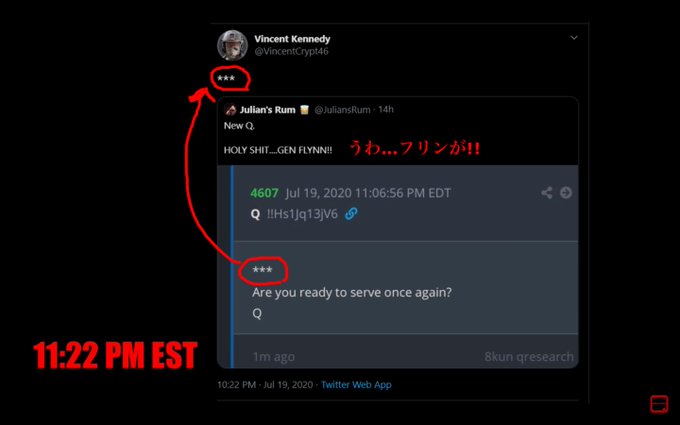 Vincent Kennedy
@VincentCrypt46
***
Julian's Rum 🥃 @JuliansRum · 14h
New Q.
HOLY SHIT....GEN FLYNN!! うわ...フリンが!!
4607 Jul 19, 2020 11:06:56 PM EDT
Q !!Hs1Jq13jV6
***
Are you ready to serve once again?
Q
1m ago 8kun qresearch
11:22 PM EST
10:22 PM · Jul 19, 2020 · Twitter Web App